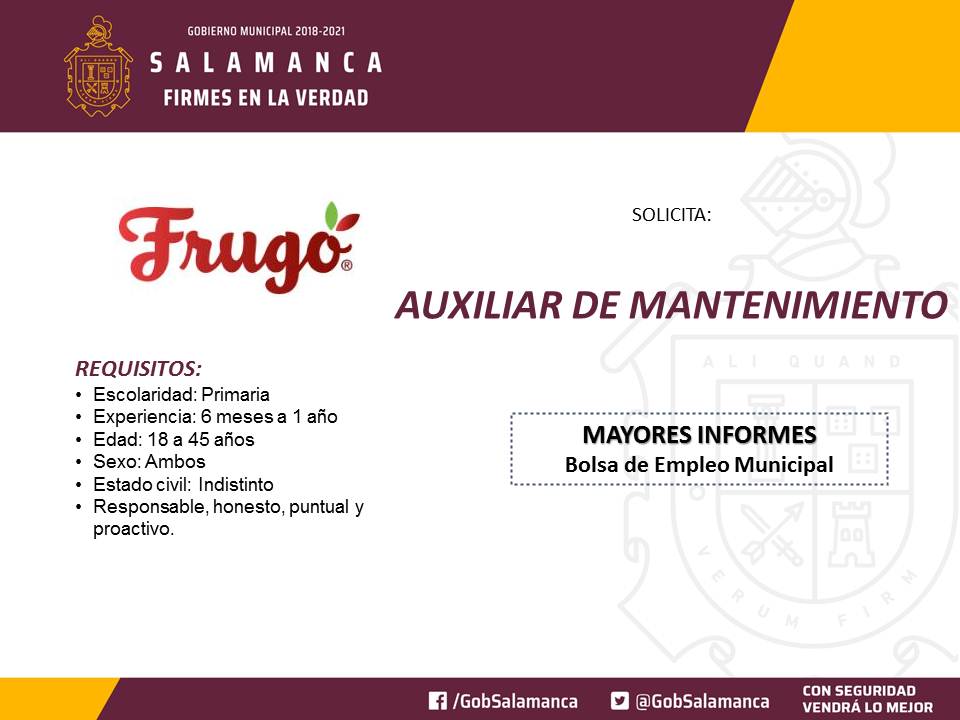 GOBIERNO MUNICIPAL 2018-2021
SALAMANCA
FIRMES EN LA VERDAD
Frugo®
SOLICITA:
AUXILIAR DE MANTENIMIENTO
REQUISITOS:
• Escolaridad: Primaria
• Experiencia: 6 meses a 1 año
• Edad: 18 a 45 años
• Sexo: Ambos
• Estado civil: Indistinto
• Responsable, honesto, puntual y
proactivo.
MAYORES INFORMES
Bolsa de Empleo Municipal
ALI QUAND
VERUM FIRM
/GobSalamanca
@GobSalamanca
CON SEGURIDAD
VENDRÁ LO MEJOR